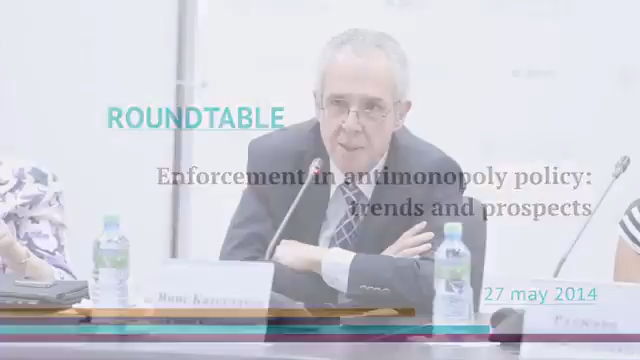 ROUNDTABLE
Enforcement in antimonopoly policy:
trends and prospects
27 may 2014